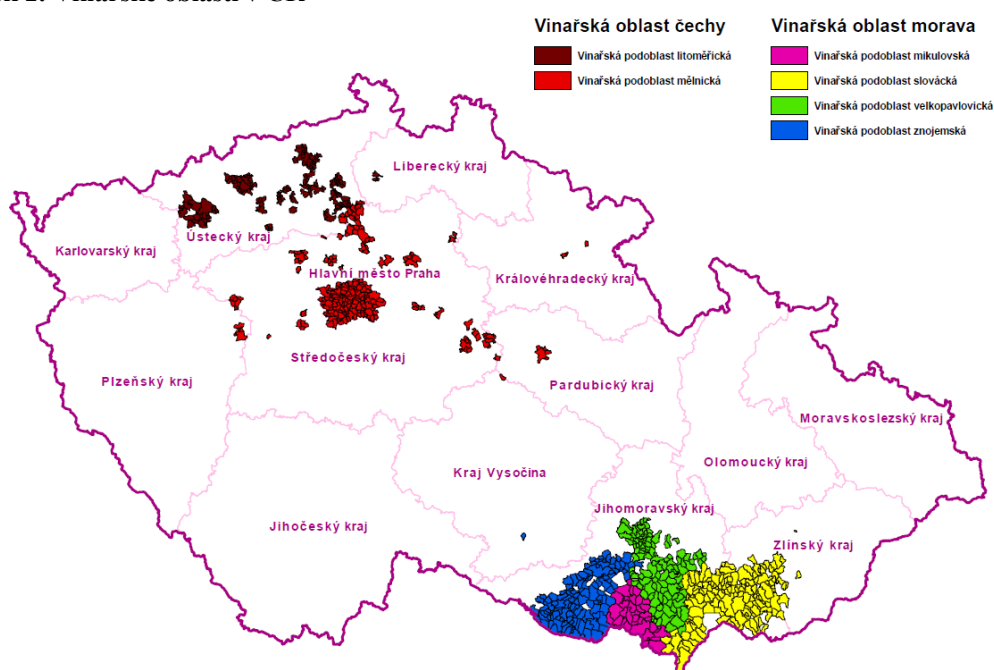 Vinařská oblast čechy
Vinařská podoblast litoměřická
Vinařská podoblast mělnická
Vinařská oblast morava
Vinařská podoblast mikulovská
Vinařská podoblast slovácká
Vinařská podoblast velkopavlovická
Vinařská podoblast znojemská
Liberecký kraj
Ústecký kraj
Karlovarský kraj
Hlavní město Praha
Královéhradecký kraj
Středočeský kraj
Plzeňský kraj
Pardubický kraj
Moravskoslezský kraj
Olomoucký kraj
Kraj Vysočina
Jihomoravský kraj
Jihočeský kraj
Zlínský kraj